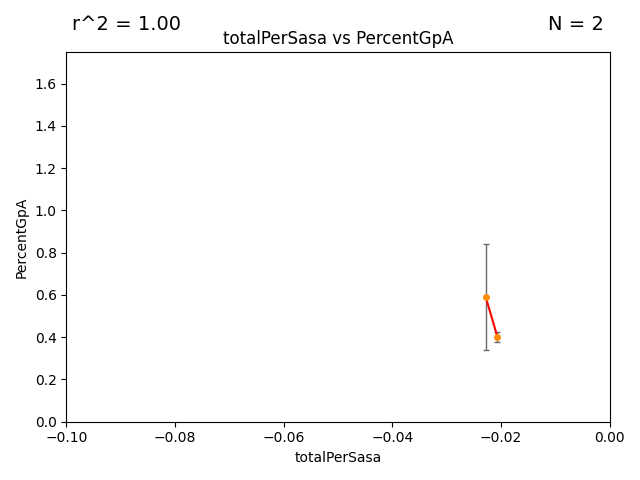 r^2 = 1.00
N = 2
totalPerSasa vs PercentGpA
PercentGpA
1.6
1.4
1.2
1.0
0.8
0.6
0.4
0.2
0.0
−0.10 −0.08 −0.06 −0.04 −0.02 0.00
totalPerSasa